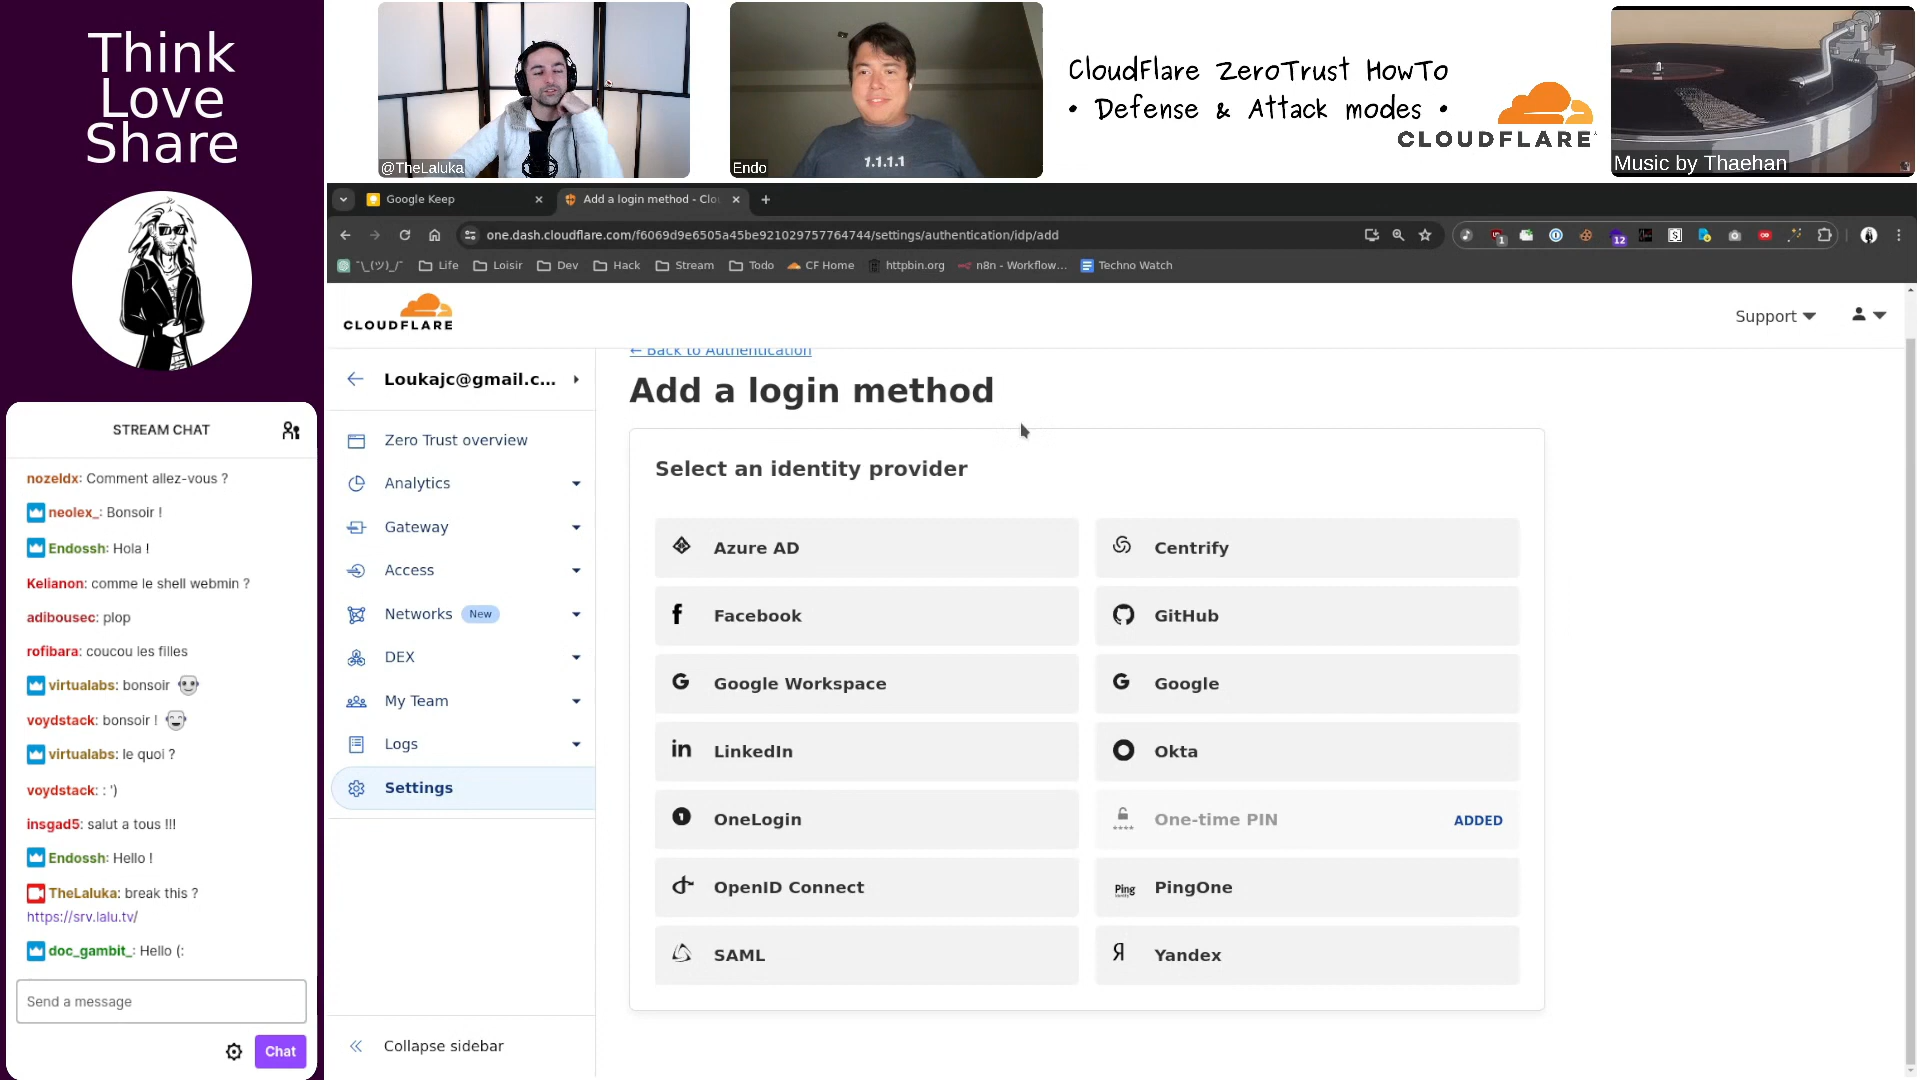 Think
Love
Share
@TheLaluka
Endo
1.1.1.1
CloudFlare ZeroTrust HowTo
• Defense & Attack modes •
CLOUDFLARE
Music by Thaehan
Google Keep
Add a login method - Clo
one.dash.cloudflare.com/f6069d9e6505a45be921029757764744/settings/authentication/idp/add
1
12
¯\_(ツ)_/¯
Life
Loisir
Dev
Hack
Stream
Todo
CF Home
httpbin.org
n8n - Workflow...
Techno Watch
CLOUDFLARE
Support
← Back to Authentication
Loukajc@gmail.c...
Zero Trust overview
Analytics
Gateway
Access
Networks New
DEX
My Team
Logs
Settings
Collapse sidebar
Add a login method
Select an identity provider
Azure AD
Centrify
Facebook
GitHub
Google Workspace
Google
LinkedIn
Okta
OneLogin
One-time PIN ADDED
OpenID Connect
Ping PingOne
SAML
Yandex
STREAM CHAT
nozeldx: Comment allez-vous ?
neolex_: Bonsoir !
Endossh: Hola !
Kelianon: comme le shell webmin ?
adibousec: plop
rofibara: coucou les filles
virtualabs: bonsoir
voydstack: bonsoir !
virtualabs: le quoi ?
voydstack: : ')
insgad5: salut a tous !!!
Endossh: Hello !
TheLaluka: break this ?
https://srv.lalu.tv/
doc_gambit_: Hello (:
Send a message
Chat